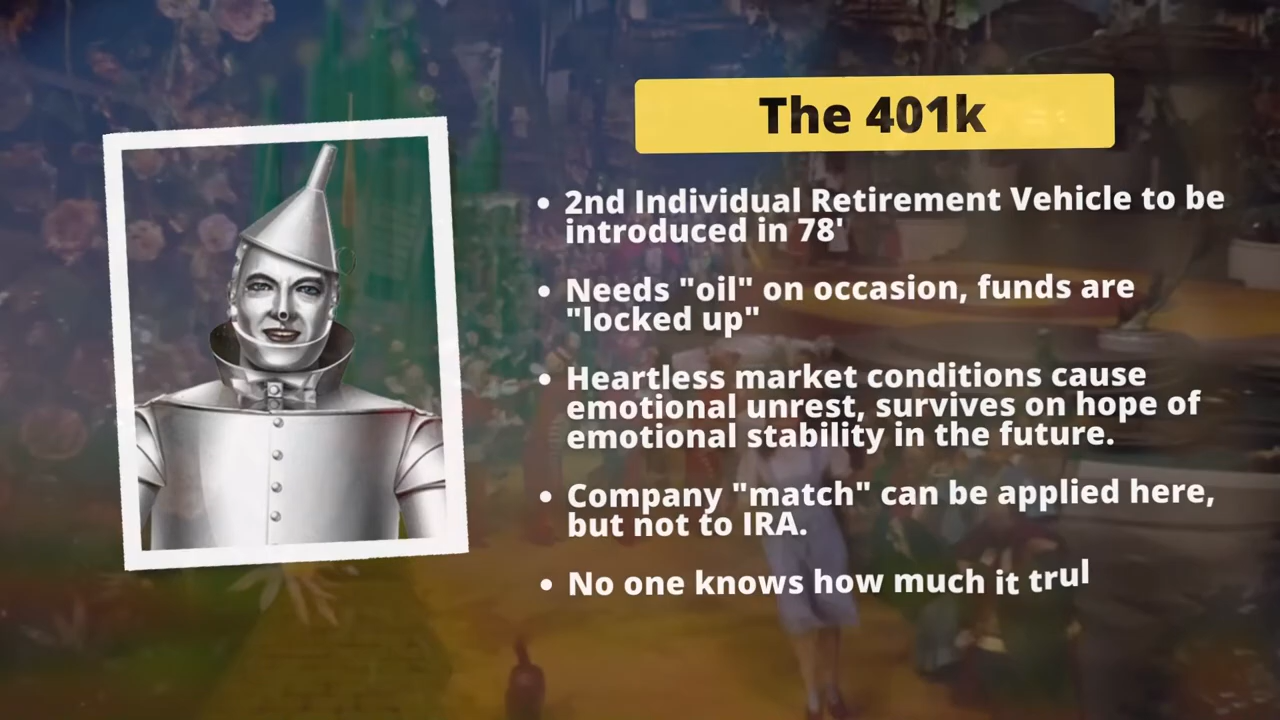 The 401k
• 2nd Individual Retirement Vehicle to be
introduced in 78'
• Needs "oil" on occasion, funds are
"locked up"
• Heartless market conditions cause
emotional unrest, survives on hope of
emotional stability in the future.
• Company "match" can be applied here,
but not to IRA.
• No one knows how much it trul